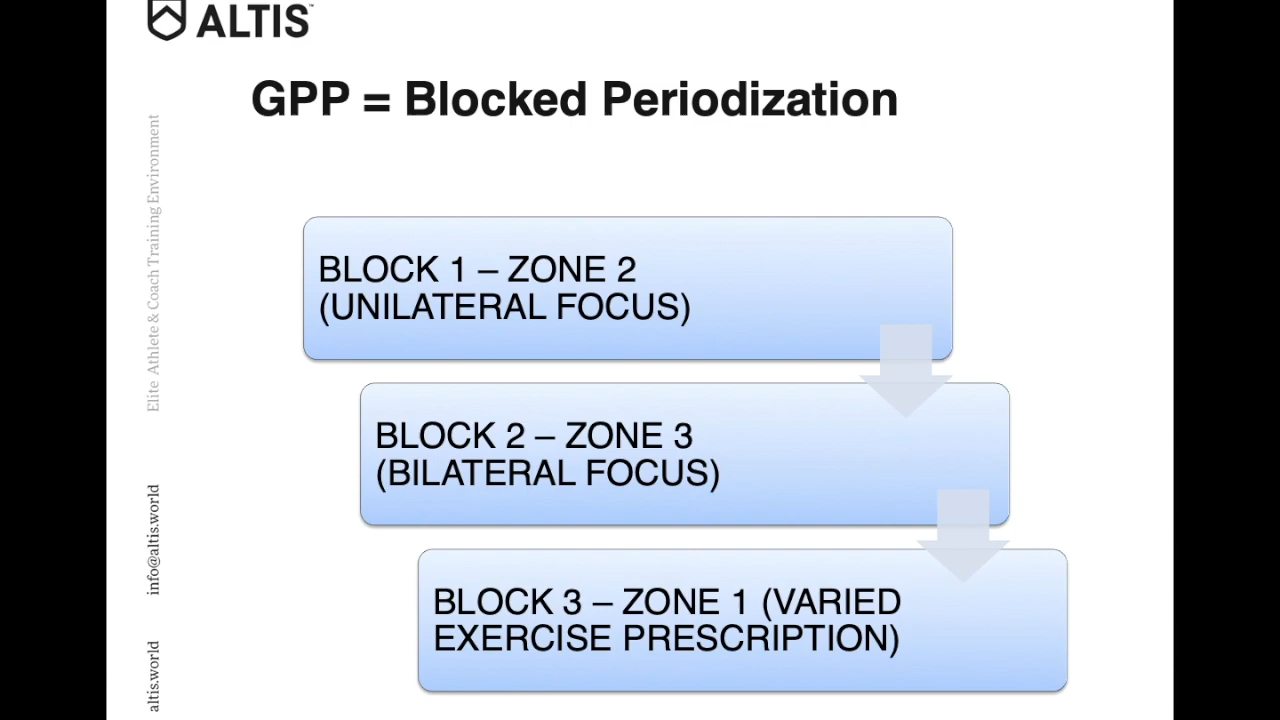 ALTIS™
GPP = Blocked Periodization
Elite Athlete & Coach Training Environment
info@altis.world
altis.world
BLOCK 1 – ZONE 2
(UNILATERAL FOCUS)
BLOCK 2 – ZONE 3
(BILATERAL FOCUS)
BLOCK 3 – ZONE 1 (VARIED
EXERCISE PRESCRIPTION)